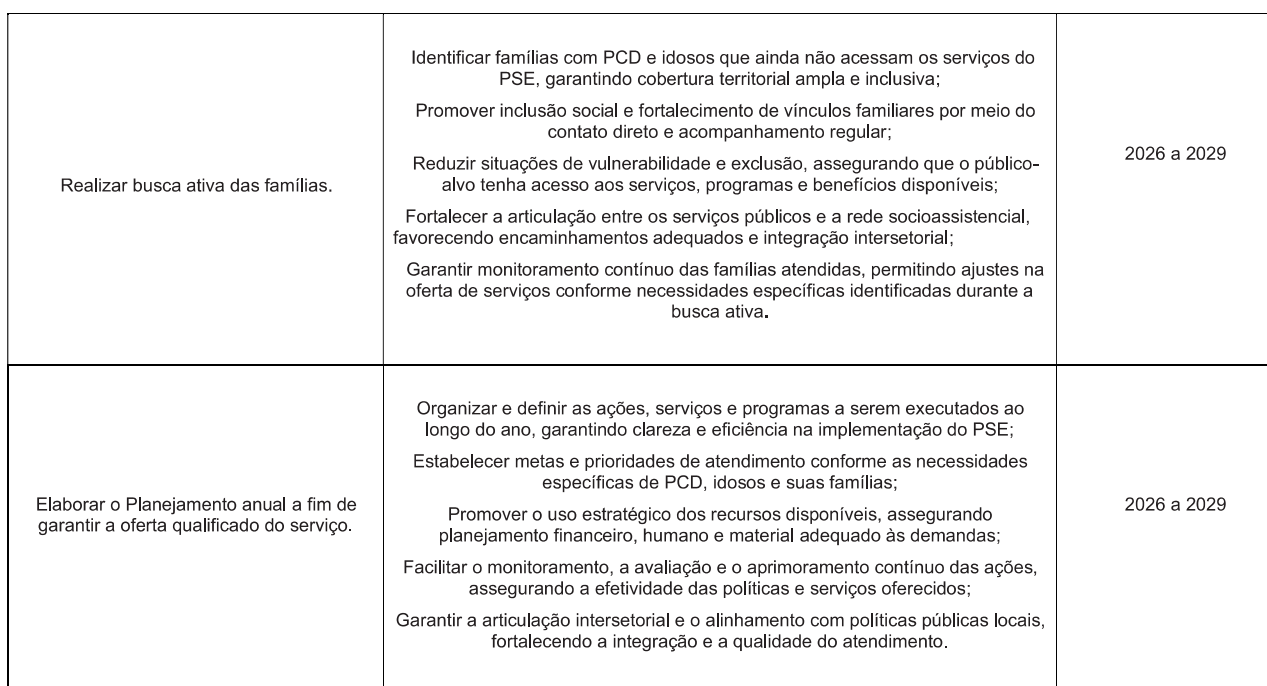 Realizar busca ativa das famílias.
Identificar famílias com PCD e idosos que ainda não acessam os serviços do
PSE, garantindo cobertura territorial ampla e inclusiva;
Promover inclusão social e fortalecimento de vínculos familiares por meio do
contato direto e acompanhamento regular;
Reduzir situações de vulnerabilidade e exclusão, assegurando que o público-
alvo tenha acesso aos serviços, programas e benefícios disponíveis;
Fortalecer a articulação entre os serviços públicos e a rede socioassistencial,
favorecendo encaminhamentos adequados e integração intersetorial;
Garantir monitoramento contínuo das famílias atendidas, permitindo ajustes na
oferta de serviços conforme necessidades específicas identificadas durante a
busca ativa.
2026 a 2029
Elaborar o Planejamento anual a fim de
garantir a oferta qualificado do serviço.
Organizar e definir as ações, serviços e programas a serem executados ao
longo do ano, garantindo clareza e eficiência na implementação do PSE;
Estabelecer metas e prioridades de atendimento conforme as necessidades
específicas de PCD, idosos e suas famílias;
Promover o uso estratégico dos recursos disponíveis, assegurando
planejamento financeiro, humano e material adequado às demandas;
Facilitar o monitoramento, a avaliação e o aprimoramento contínuo das ações,
assegurando a efetividade das políticas e serviços oferecidos;
Garantir a articulação intersetorial e o alinhamento com políticas públicas locais,
fortalecendo a integração e a qualidade do atendimento.
2026 a 2029